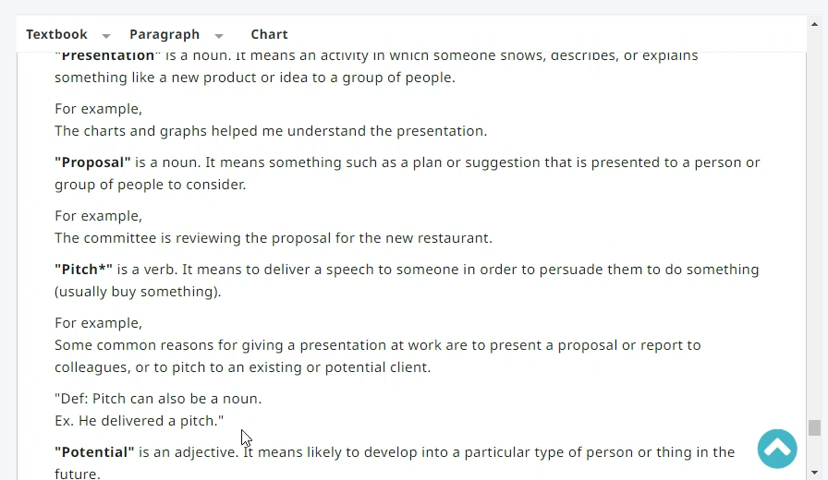 Textbook Paragraph Chart
"Presentation" is a noun. It means an activity in which someone shows, describes, or explains
something like a new product or idea to a group of people.
For example,
The charts and graphs helped me understand the presentation.
"Proposal" is a noun. It means something such as a plan or suggestion that is presented to a person or
group of people to consider.
For example,
The committee is reviewing the proposal for the new restaurant.
"Pitch*" is a verb. It means to deliver a speech to someone in order to persuade them to do something
(usually buy something).
For example,
Some common reasons for giving a presentation at work are to present a proposal or report to
colleagues, or to pitch to an existing or potential client.
"Def: Pitch can also be a noun.
Ex. He delivered a pitch."
"Potential" is an adjective. It means likely to develop into a particular type of person or thing in the
future.